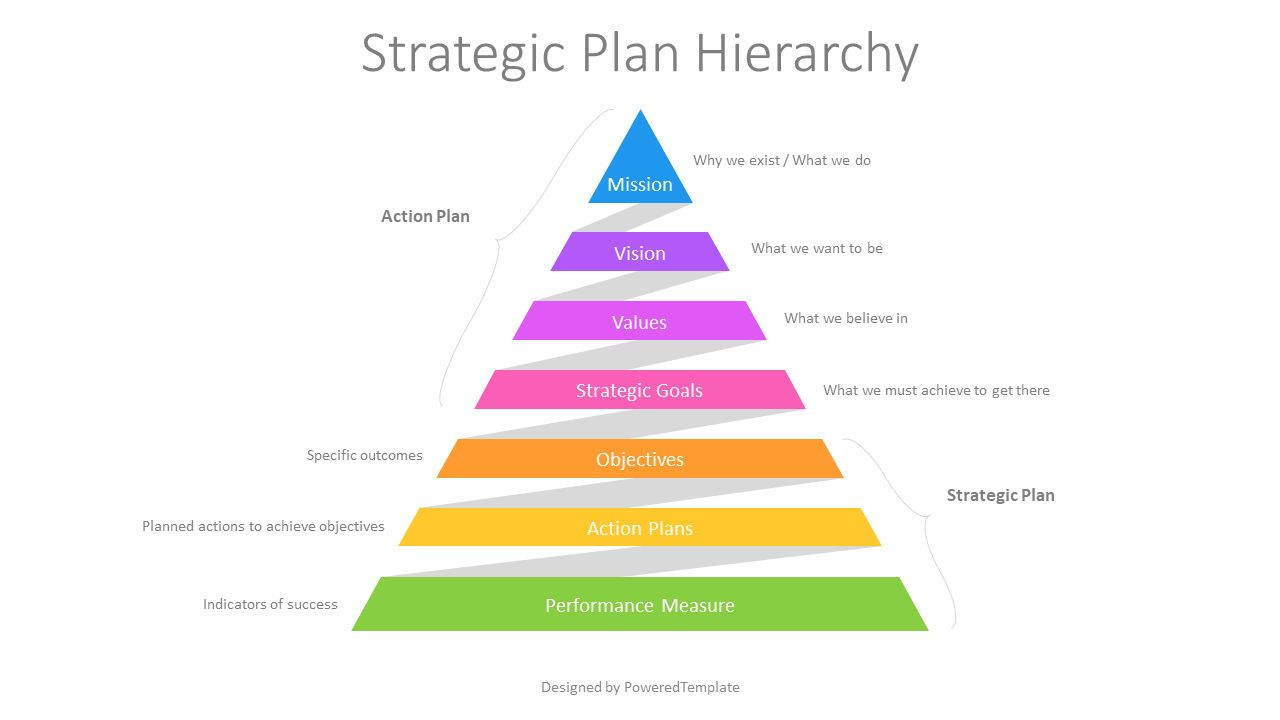 Strategic Plan Hierarchy
Why we exist / What we do
Mission
Action Plan
Vision
What we want to be
Values
What we believe in
Strategic Goals
What we must achieve to get there
Specific outcomes
Objectives
Strategic Plan
Planned actions to achieve objectives
Action Plans
Indicators of success
Performance Measure
Designed by PoweredTemplate